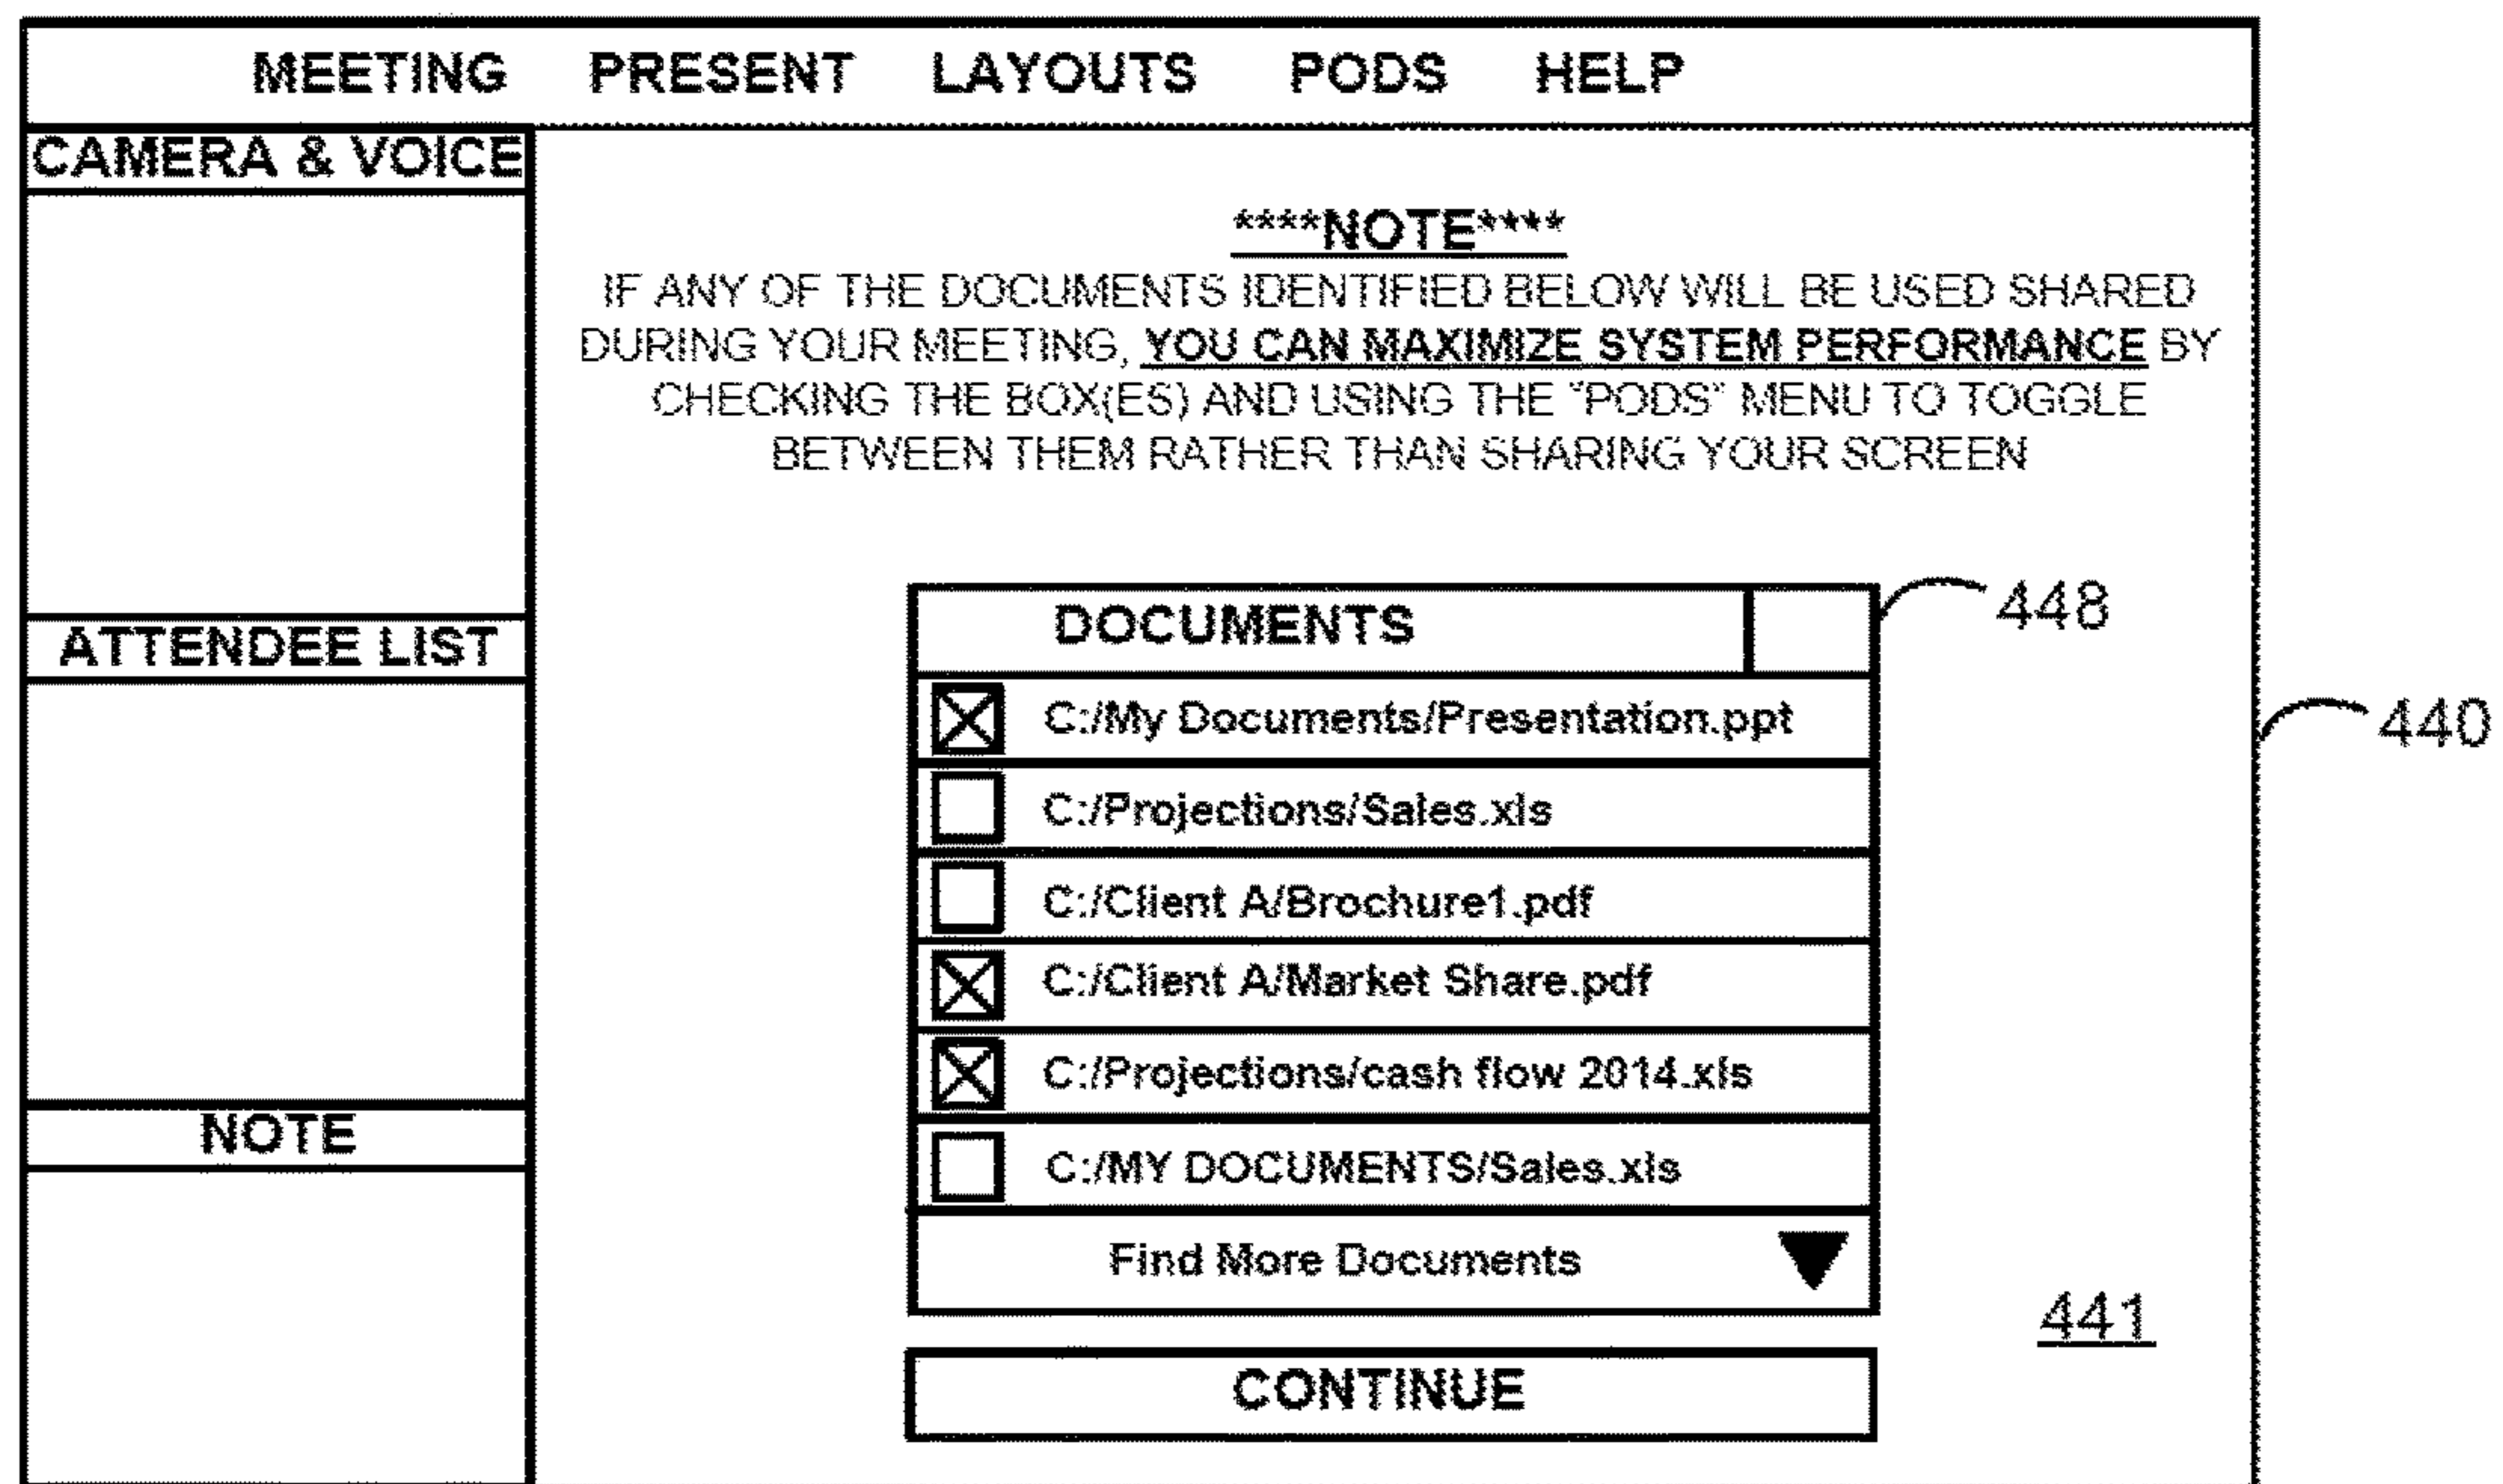 MEETING PRESENT LAYOUTS PODS HELP
CAMERA & VOICE
****NOTE****
IF ANY OF THE DOCUMENTS IDENTIFIED BELOW WILL BE USED SHARED
DURING YOUR MEETING, YOU CAN MAXIMIZE SYSTEM PERFORMANCE BY
CHECKING THE BOX(ES) AND USING THE "PODS" MENU TO TOGGLE
BETWEEN THEM RATHER THAN SHARING YOUR SCREEN
ATTENDEE LIST
NOTE
DOCUMENTS
C:/My Documents/Presentation.ppt
C:/Projections/Sales.xls
C:/Client A/Brochure1.pdf
C:/Client A/Market Share.pdf
C:/Projections/cash flow 2014.xls
C:/MY DOCUMENTS/Sales.xls
Find More Documents
CONTINUE
448
440
441